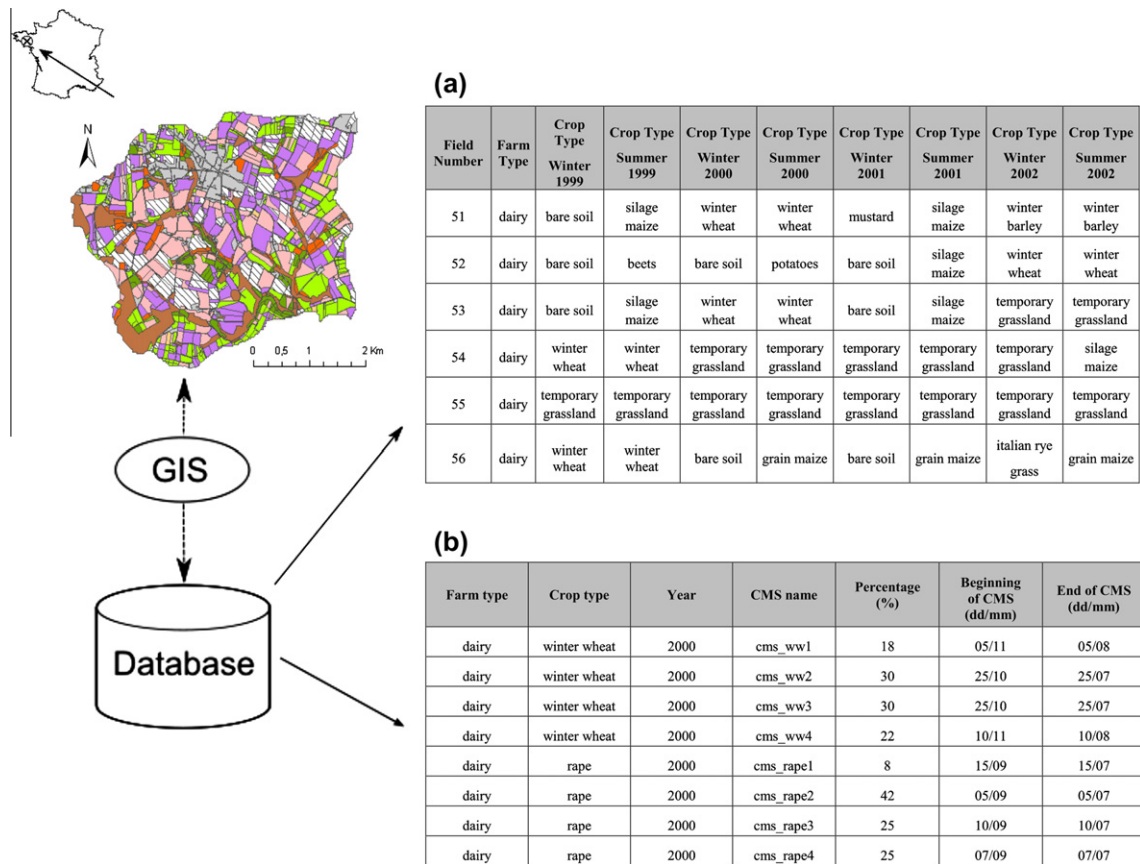 N
0 0,5 1 2 Km
GIS
Database
(a)
Field Number | Farm Type | Crop Type Winter 1999 | Crop Type Summer 1999 | Crop Type Winter 2000 | Crop Type Summer 2000 | Crop Type Winter 2001 | Crop Type Summer 2001 | Crop Type Winter 2002 | Crop Type Summer 2002
51 | dairy | bare soil | silage maize | winter wheat | winter wheat | mustard | silage maize | winter barley | winter barley
52 | dairy | bare soil | beets | bare soil | potatoes | bare soil | silage maize | winter wheat | winter wheat
53 | dairy | bare soil | silage maize | winter wheat | winter wheat | bare soil | silage maize | temporary grassland | temporary grassland
54 | dairy | winter wheat | winter wheat | temporary grassland | temporary grassland | temporary grassland | temporary grassland | temporary grassland | silage maize
55 | dairy | temporary grassland | temporary grassland | temporary grassland | temporary grassland | temporary grassland | temporary grassland | temporary grassland | temporary grassland
56 | dairy | winter wheat | winter wheat | bare soil | grain maize | bare soil | grain maize | italian rye grass | grain maize
(b)
Farm type | Crop type | Year | CMS name | Percentage (%) | Beginning of CMS (dd/mm) | End of CMS (dd/mm)
dairy | winter wheat | 2000 | cms_ww1 | 18 | 05/11 | 05/08
dairy | winter wheat | 2000 | cms_ww2 | 30 | 25/10 | 25/07
dairy | winter wheat | 2000 | cms_ww3 | 30 | 25/10 | 25/07
dairy | winter wheat | 2000 | cms_ww4 | 22 | 10/11 | 10/08
dairy | rape | 2000 | cms_rape1 | 8 | 15/09 | 15/07
dairy | rape | 2000 | cms_rape2 | 42 | 05/09 | 05/07
dairy | rape | 2000 | cms_rape3 | 25 | 10/09 | 10/07
dairy | rape | 2000 | cms_rape4 | 25 | 07/09 | 07/07